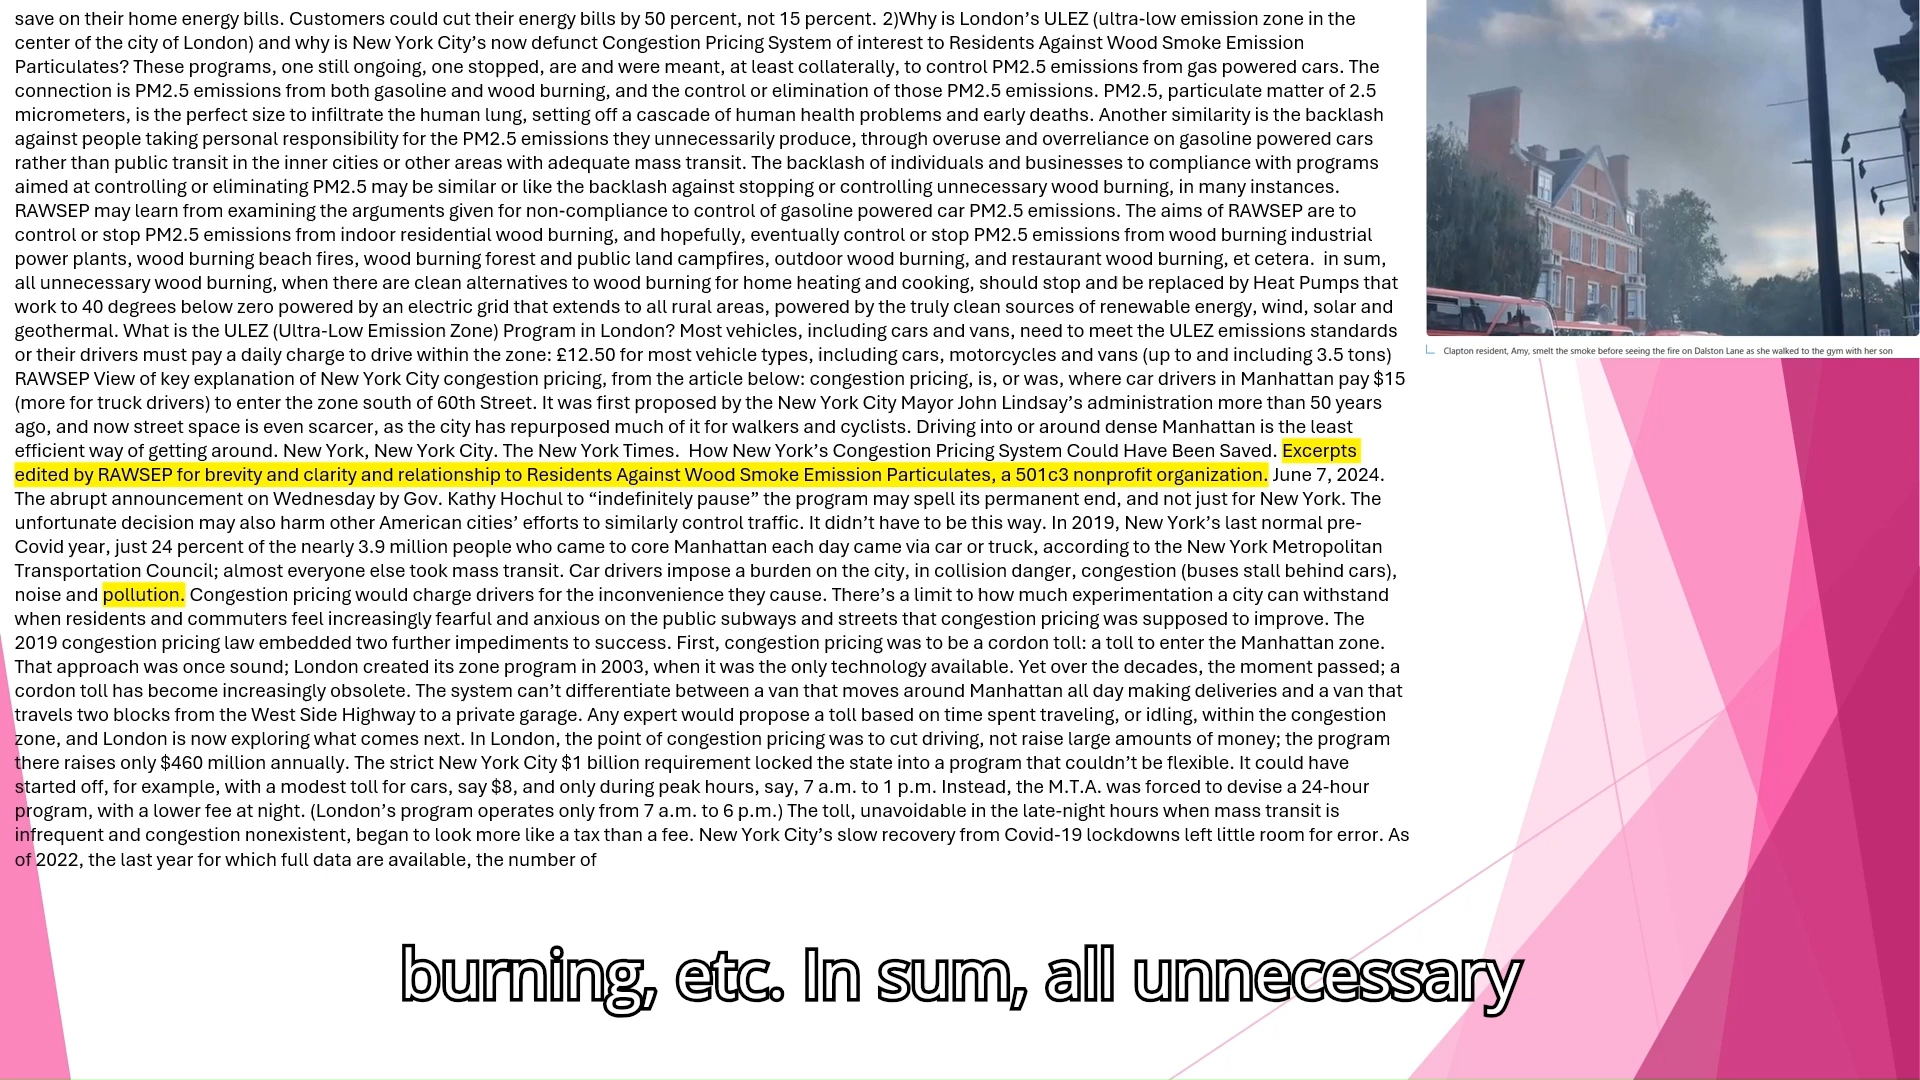 save on their home energy bills. Customers could cut their energy bills by 50 percent, not 15 percent. 2)Why is London’s ULEZ (ultra-low emission zone in the
center of the city of London) and why is New York City’s now defunct Congestion Pricing System of interest to Residents Against Wood Smoke Emission
Particulates? These programs, one still ongoing, one stopped, are and were meant, at least collaterally, to control PM2.5 emissions from gas powered cars. The
connection is PM2.5 emissions from both gasoline and wood burning, and the control or elimination of those PM2.5 emissions. PM2.5, particulate matter of 2.5
micrometers, is the perfect size to infiltrate the human lung, setting off a cascade of human health problems and early deaths. Another similarity is the backlash
against people taking personal responsibility for the PM2.5 emissions they unnecessarily produce, through overuse and overreliance on gasoline powered cars
rather than public transit in the inner cities or other areas with adequate mass transit. The backlash of individuals and businesses to compliance with programs
aimed at controlling or eliminating PM2.5 may be similar or like the backlash against stopping or controlling unnecessary wood burning, in many instances.
RAWSEP may learn from examining the arguments given for non-compliance to control of gasoline powered car PM2.5 emissions. The aims of RAWSEP are to
control or stop PM2.5 emissions from indoor residential wood burning, and hopefully, eventually control or stop PM2.5 emissions from wood burning industrial
power plants, wood burning beach fires, wood burning forest and public land campfires, outdoor wood burning, and restaurant wood burning, et cetera.  in sum,
all unnecessary wood burning, when there are clean alternatives to wood burning for home heating and cooking, should stop and be replaced by Heat Pumps that
work to 40 degrees below zero powered by an electric grid that extends to all rural areas, powered by the truly clean sources of renewable energy, wind, solar and
geothermal. What is the ULEZ (Ultra-Low Emission Zone) Program in London? Most vehicles, including cars and vans, need to meet the ULEZ emissions standards
or their drivers must pay a daily charge to drive within the zone: £12.50 for most vehicle types, including cars, motorcycles and vans (up to and including 3.5 tons)
RAWSEP View of key explanation of New York City congestion pricing, from the article below: congestion pricing, is, or was, where car drivers in Manhattan pay $15
(more for truck drivers) to enter the zone south of 60th Street. It was first proposed by the New York City Mayor John Lindsay’s administration more than 50 years
ago, and now street space is even scarcer, as the city has repurposed much of it for walkers and cyclists. Driving into or around dense Manhattan is the least
efficient way of getting around. New York, New York City. The New York Times.  How New York’s Congestion Pricing System Could Have Been Saved. Excerpts
edited by RAWSEP for brevity and clarity and relationship to Residents Against Wood Smoke Emission Particulates, a 501c3 nonprofit organization. June 7, 2024.
The abrupt announcement on Wednesday by Gov. Kathy Hochul to “indefinitely pause” the program may spell its permanent end, and not just for New York. The
unfortunate decision may also harm other American cities’ efforts to similarly control traffic. It didn’t have to be this way. In 2019, New York’s last normal pre-
Covid year, just 24 percent of the nearly 3.9 million people who came to core Manhattan each day came via car or truck, according to the New York Metropolitan
Transportation Council; almost everyone else took mass transit. Car drivers impose a burden on the city, in collision danger, congestion (buses stall behind cars),
noise and pollution. Congestion pricing would charge drivers for the inconvenience they cause. There’s a limit to how much experimentation a city can withstand
when residents and commuters feel increasingly fearful and anxious on the public subways and streets that congestion pricing was supposed to improve. The
2019 congestion pricing law embedded two further impediments to success. First, congestion pricing was to be a cordon toll: a toll to enter the Manhattan zone.
That approach was once sound; London created its zone program in 2003, when it was the only technology available. Yet over the decades, the moment passed; a
cordon toll has become increasingly obsolete. The system can’t differentiate between a van that moves around Manhattan all day making deliveries and a van that
travels two blocks from the West Side Highway to a private garage. Any expert would propose a toll based on time spent traveling, or idling, within the congestion
zone, and London is now exploring what comes next. In London, the point of congestion pricing was to cut driving, not raise large amounts of money; the program
there raises only $460 million annually. The strict New York City $1 billion requirement locked the state into a program that couldn’t be flexible. It could have
started off, for example, with a modest toll for cars, say $8, and only during peak hours, say, 7 a.m. to 1 p.m. Instead, the M.T.A. was forced to devise a 24-hour
program, with a lower fee at night. (London’s program operates only from 7 a.m. to 6 p.m.) The toll, unavoidable in the late-night hours when mass transit is
infrequent and congestion nonexistent, began to look more like a tax than a fee. New York City’s slow recovery from Covid-19 lockdowns left little room for error. As
of 2022, the last year for which full data are available, the number of
Clapton resident, Amy, smelt the smoke before seeing the fire on Dalston Lane as she walked to the gym with her son
burning, etc. In sum, all unnecessary